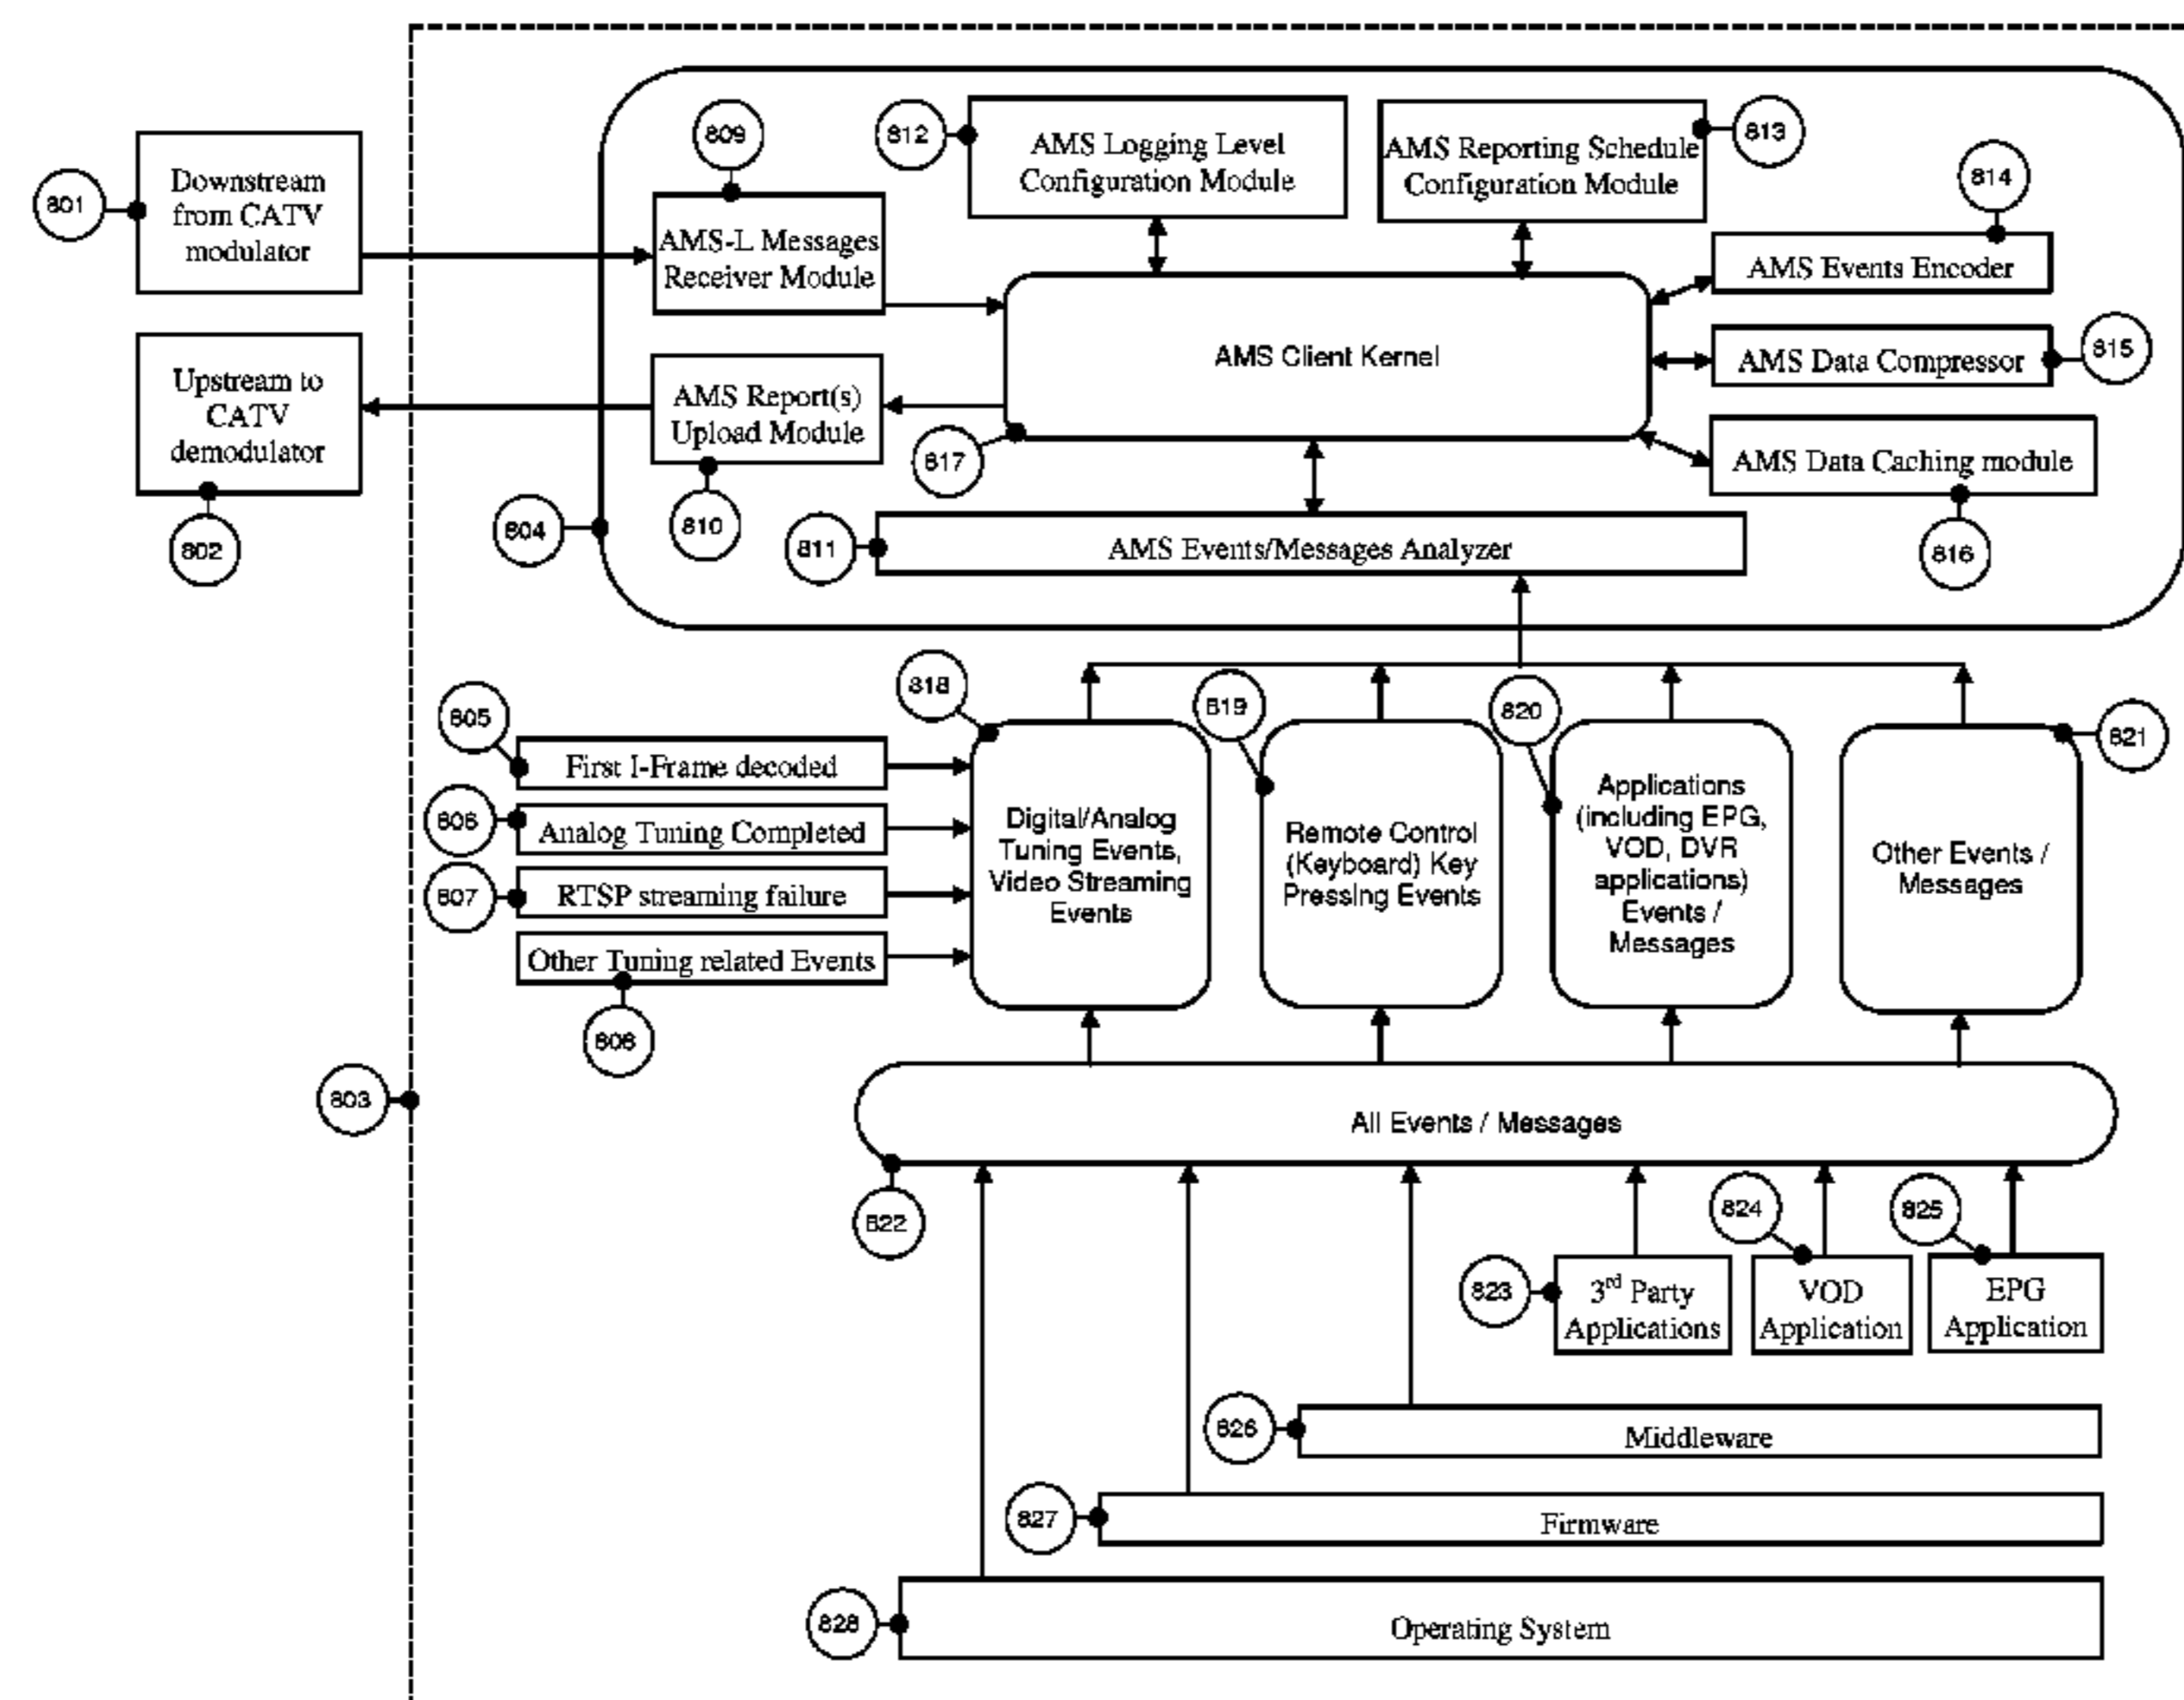 801
Downstream
from CATV
modulator
Upstream to
CATV
demodulator
802
803
804
809
AMS-L Messages
Receiver Module
AMS Report(s)
Upload Module
810
812
AMS Logging Level
Configuration Module
AMS Reporting Schedule
Configuration Module
813
814
AMS Events Encoder
AMS Data Compressor
815
AMS Data Caching module
816
AMS Client Kernel
817
811
AMS Events/Messages Analyzer
805
First I-Frame decoded
806
Analog Tuning Completed
807
RTSP streaming failure
Other Tuning related Events
808
818
Digital/Analog
Tuning Events,
Video Streaming
Events
819
Remote Control
(Keyboard) Key
Pressing Events
820
Applications
(including EPG,
VOD, DVR
applications)
Events /
Messages
821
Other Events /
Messages
All Events / Messages
822
823
3rd Party
Applications
824
VOD
Application
825
EPG
Application
826
Middleware
827
Firmware
828
Operating System